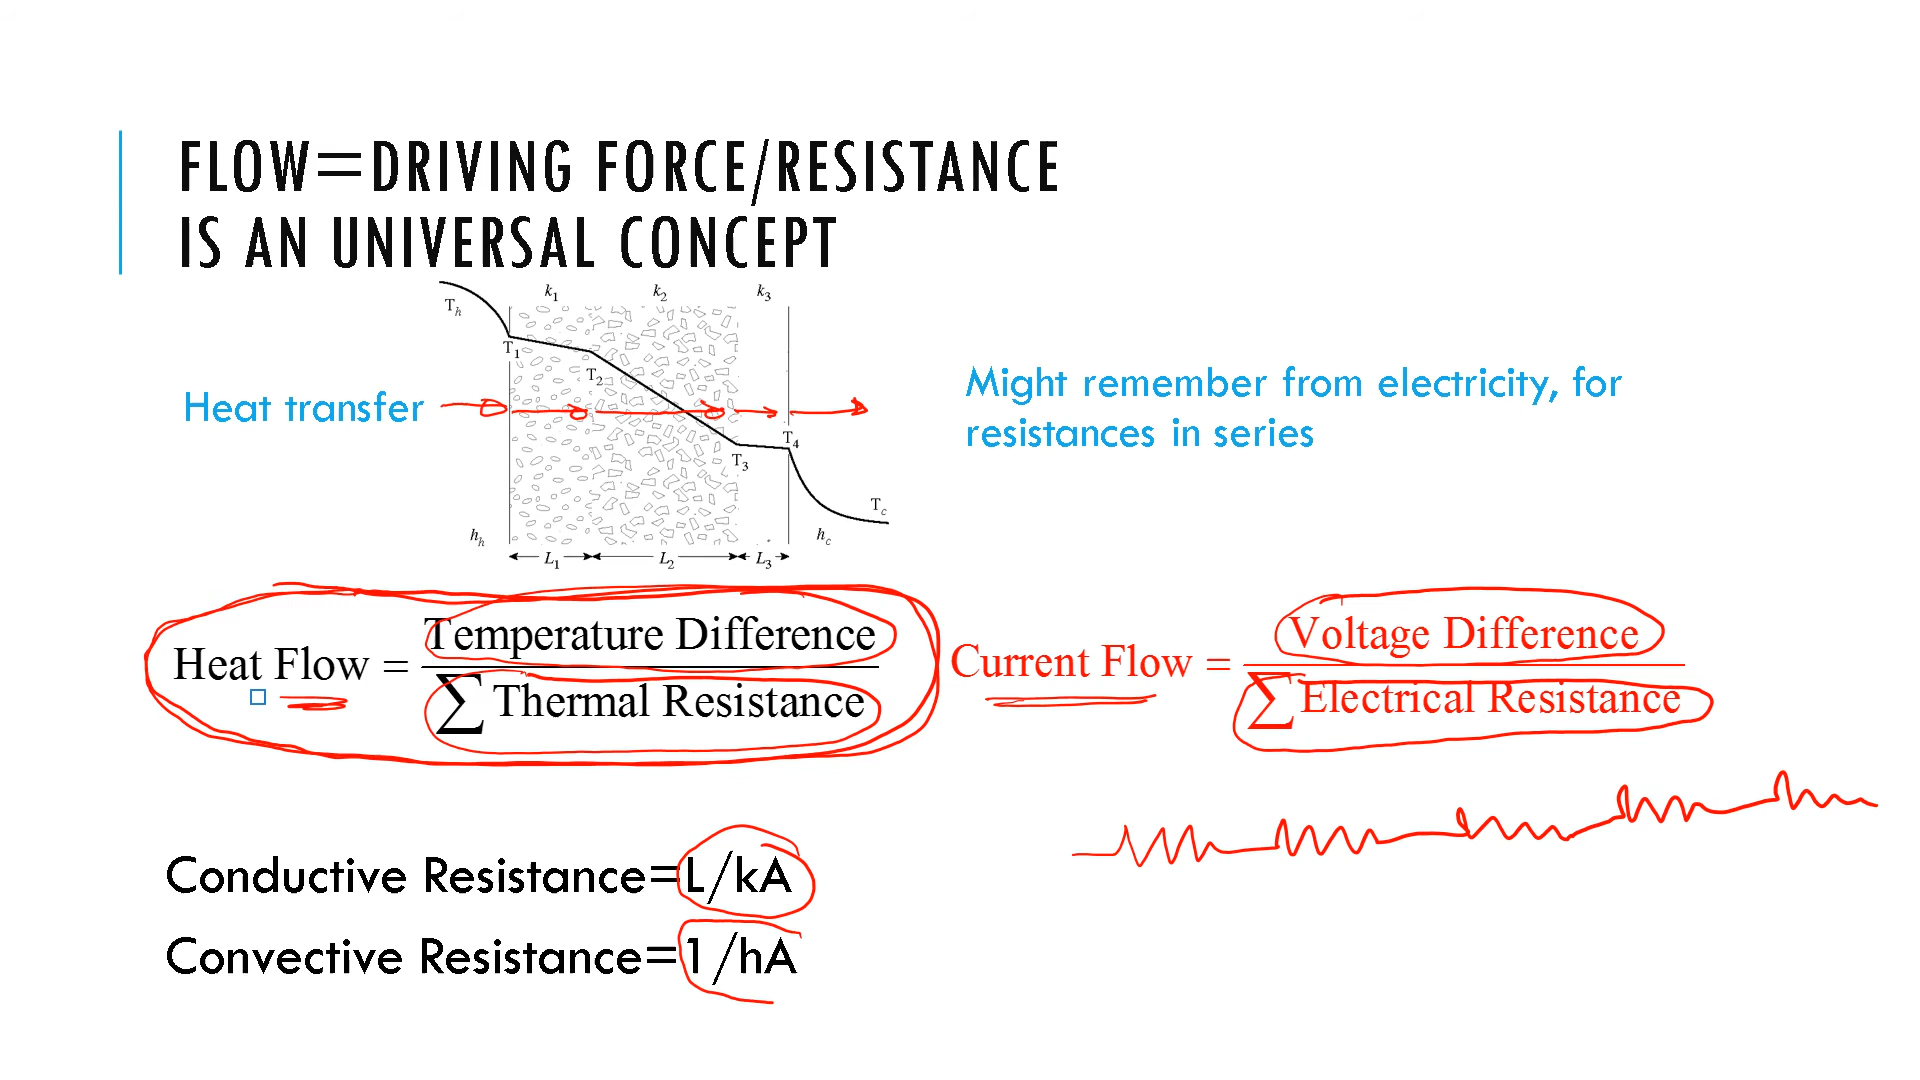 FLOW=DRIVING FORCE/RESISTANCE
IS AN UNIVERSAL CONCEPT
k1 k2 k3
Th
T1
T2
Heat transfer
Might remember from electricity, for
resistances in series
T4
T3
Tc
hh hc
L1 L2 L3
Heat Flow = Temperature Difference
∑ Thermal Resistance
Current Flow = Voltage Difference
∑ Electrical Resistance
Conductive Resistance=L/kA
Convective Resistance=1/hA